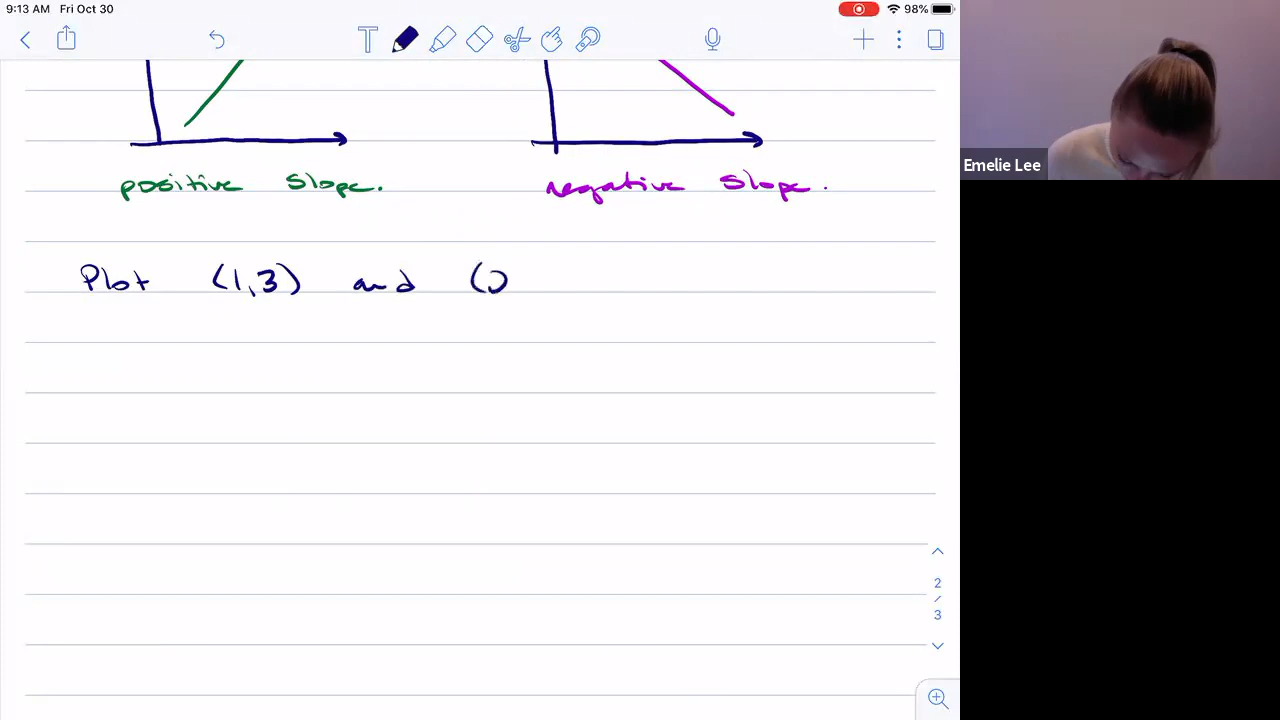 9:13 AM Fri Oct 30
98%
positive slope.
negative slope.
Plot (1,3) and (
Emelie Lee
2
/
3